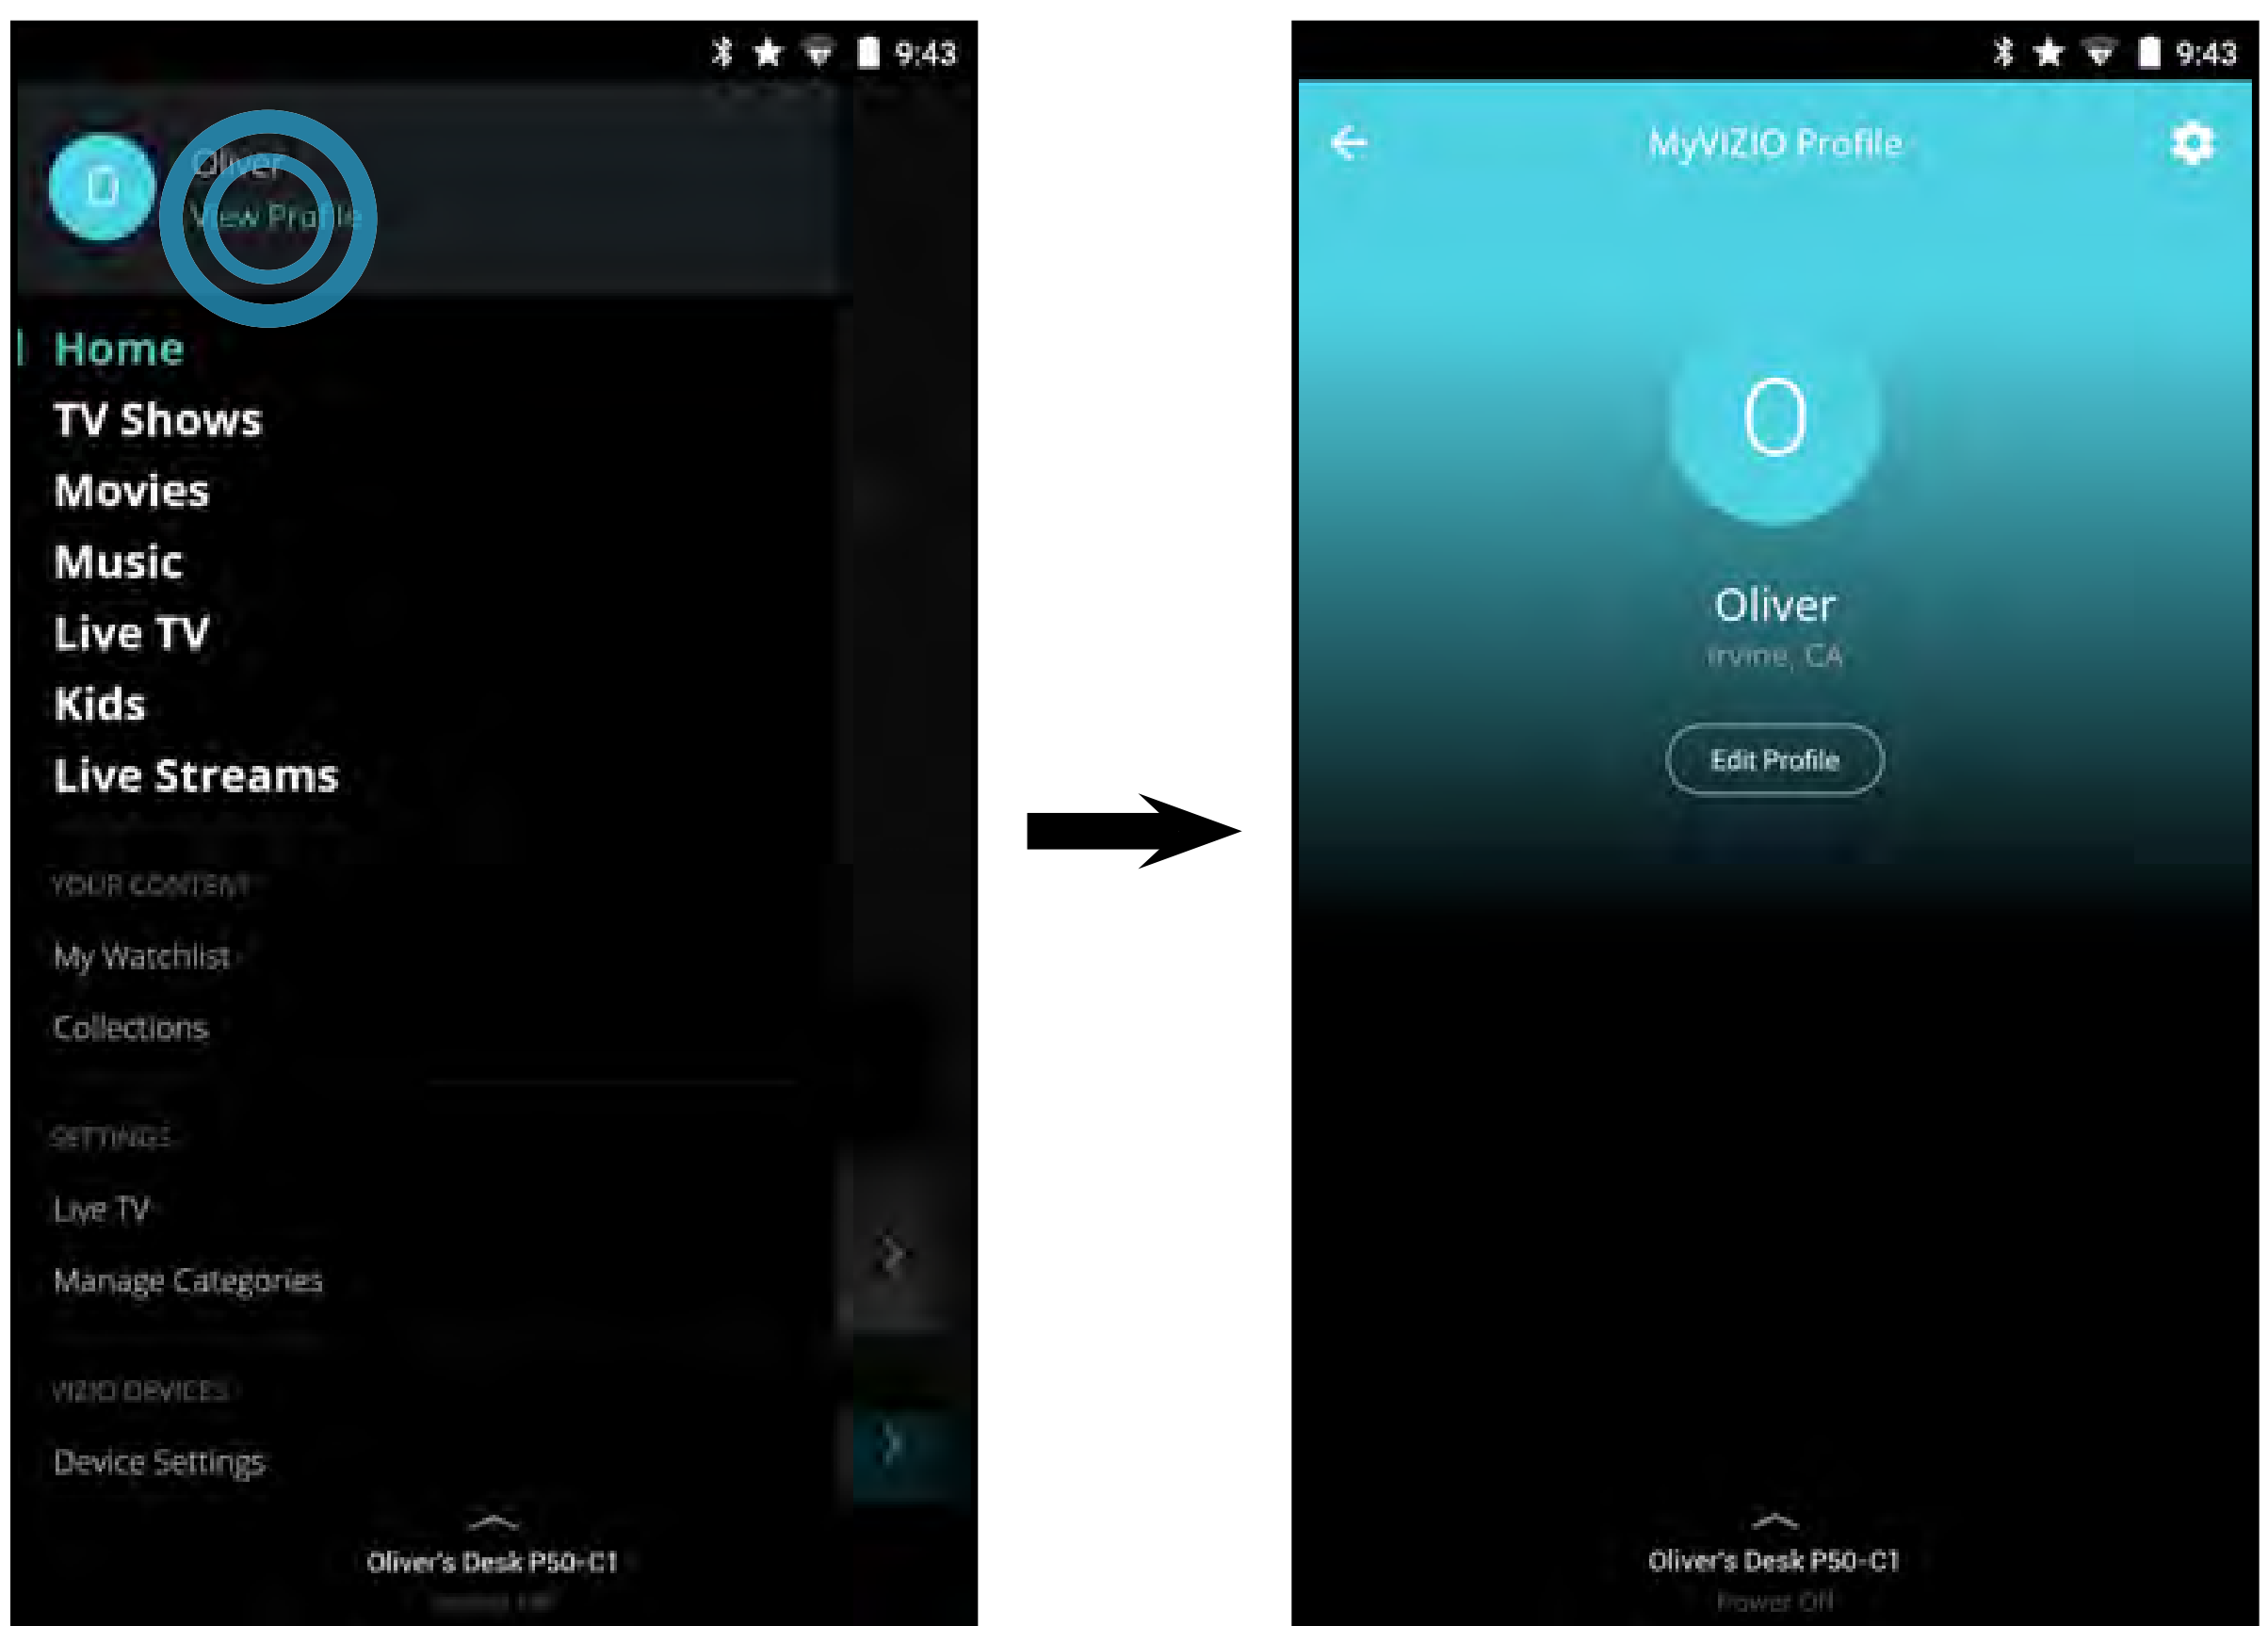 9:43
O
Oliver
View Profile
Home
TV Shows
Movies
Music
Live TV
Kids
Live Streams
YOUR CONTENT
My Watchlist
Collections
SETTINGS
Live TV
Manage Categories
VIZIO DEVICES
Device Settings
Oliver's Desk P50-C1
9:43
MyVIZIO Profile
O
Oliver
Irvine, CA
Edit Profile
Oliver's Desk P50-C1
Power Off